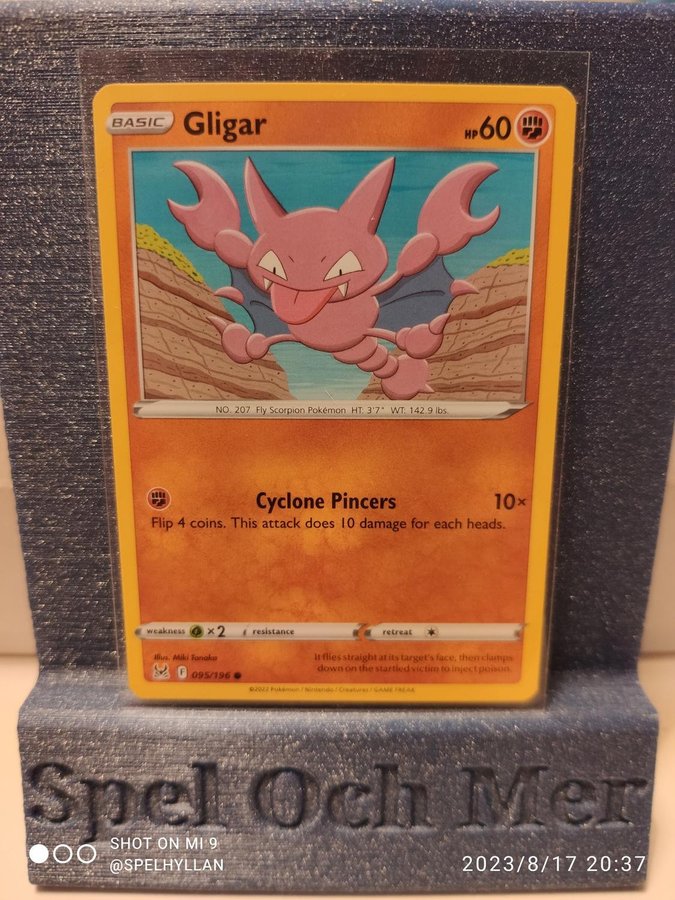 BASIC Gligar HP 60
NO. 207 Fly Scorpion Pokémon HT: 3'7" WT: 142.9 lbs.
Cyclone Pincers 10×
Flip 4 coins. This attack does 10 damage for each heads.
weakness ×2 resistance retreat
Illus. Miki Tanaka
F 095/196
It flies straight at its target's face, then clamps
down on the startled victim to inject poison.
©2022 Pokémon / Nintendo / Creatures / GAME FREAK
Spel Och Mer
SHOT ON MI 9
@SPELHYLLAN
2023/8/17 20:37